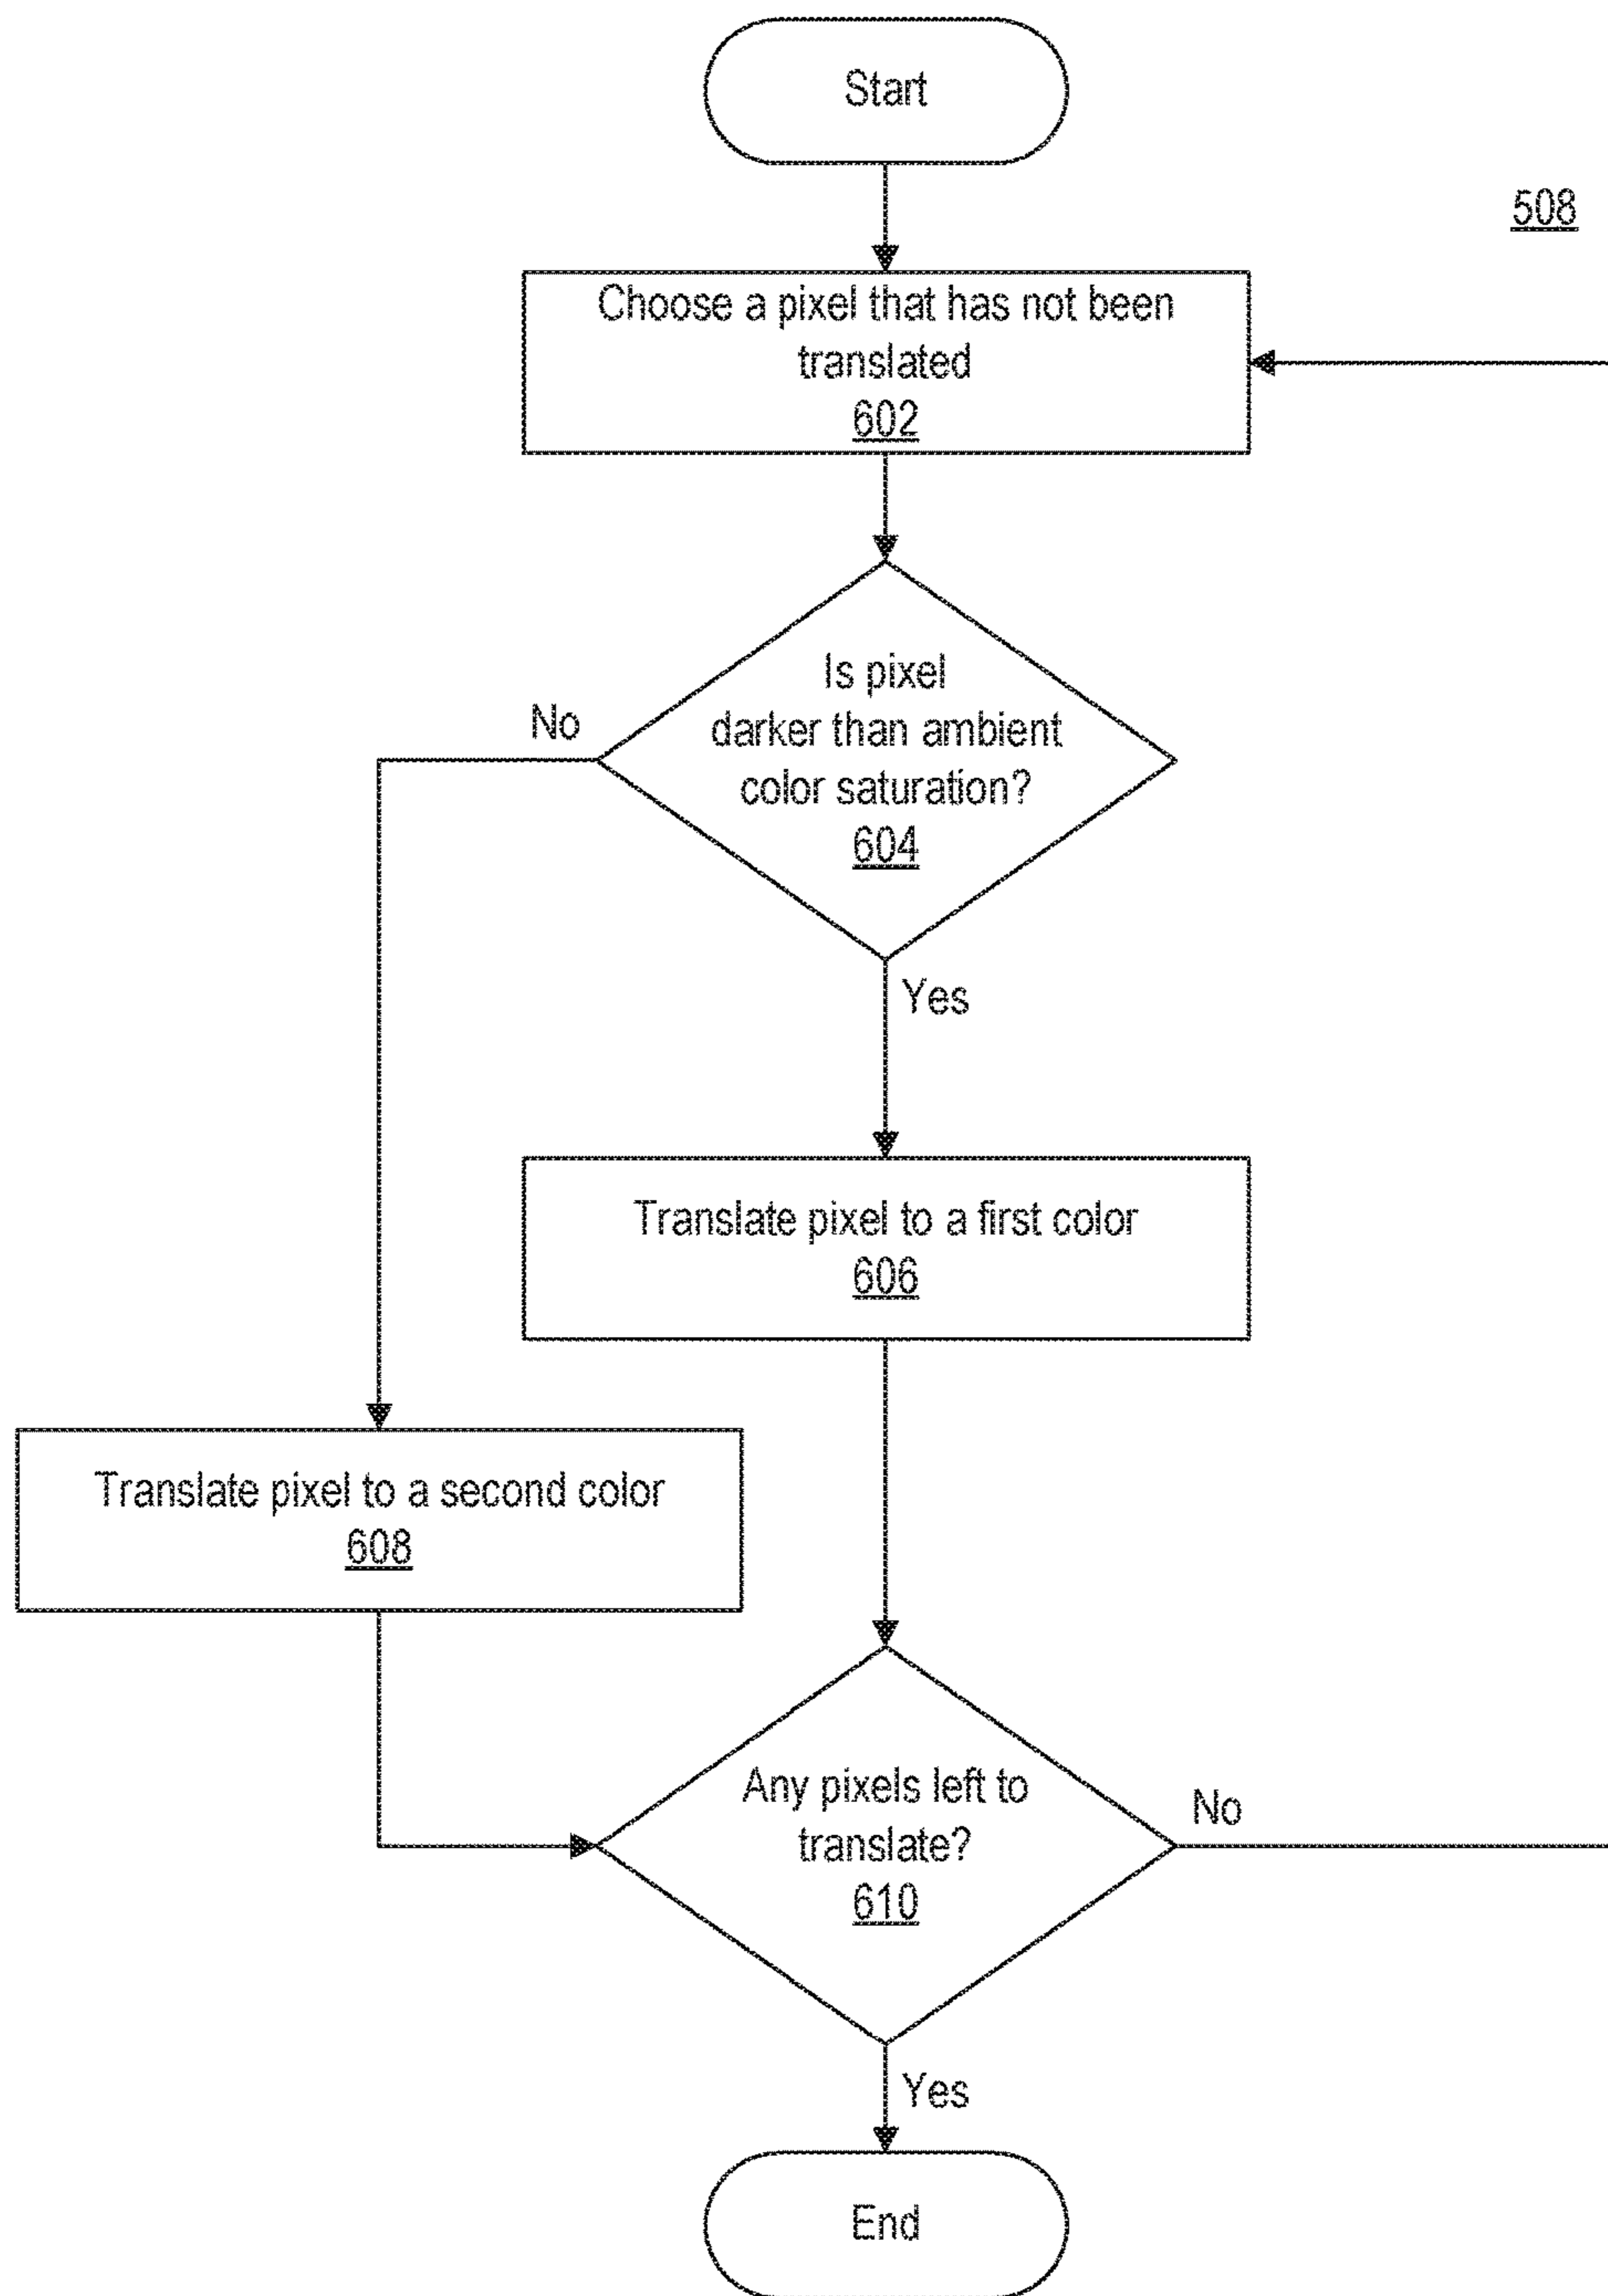 Start
508
Choose a pixel that has not been
translated
602
Is pixel
darker than ambient
color saturation?
604
No
Yes
Translate pixel to a first color
606
Translate pixel to a second color
608
Any pixels left to
translate?
610
No
Yes
End